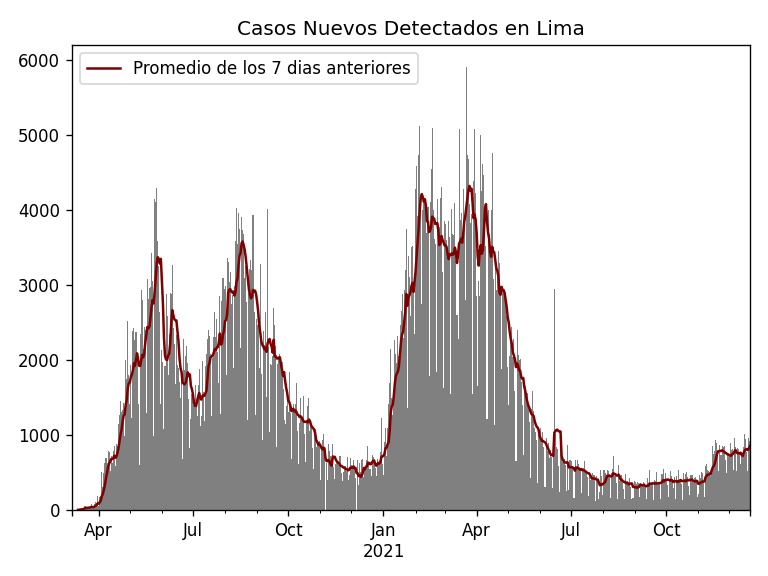 Casos Nuevos Detectados en Lima
Promedio de los 7 dias anteriores
6000
5000
4000
3000
2000
1000
0
Apr Jul Oct Jan Apr Jul Oct
2021